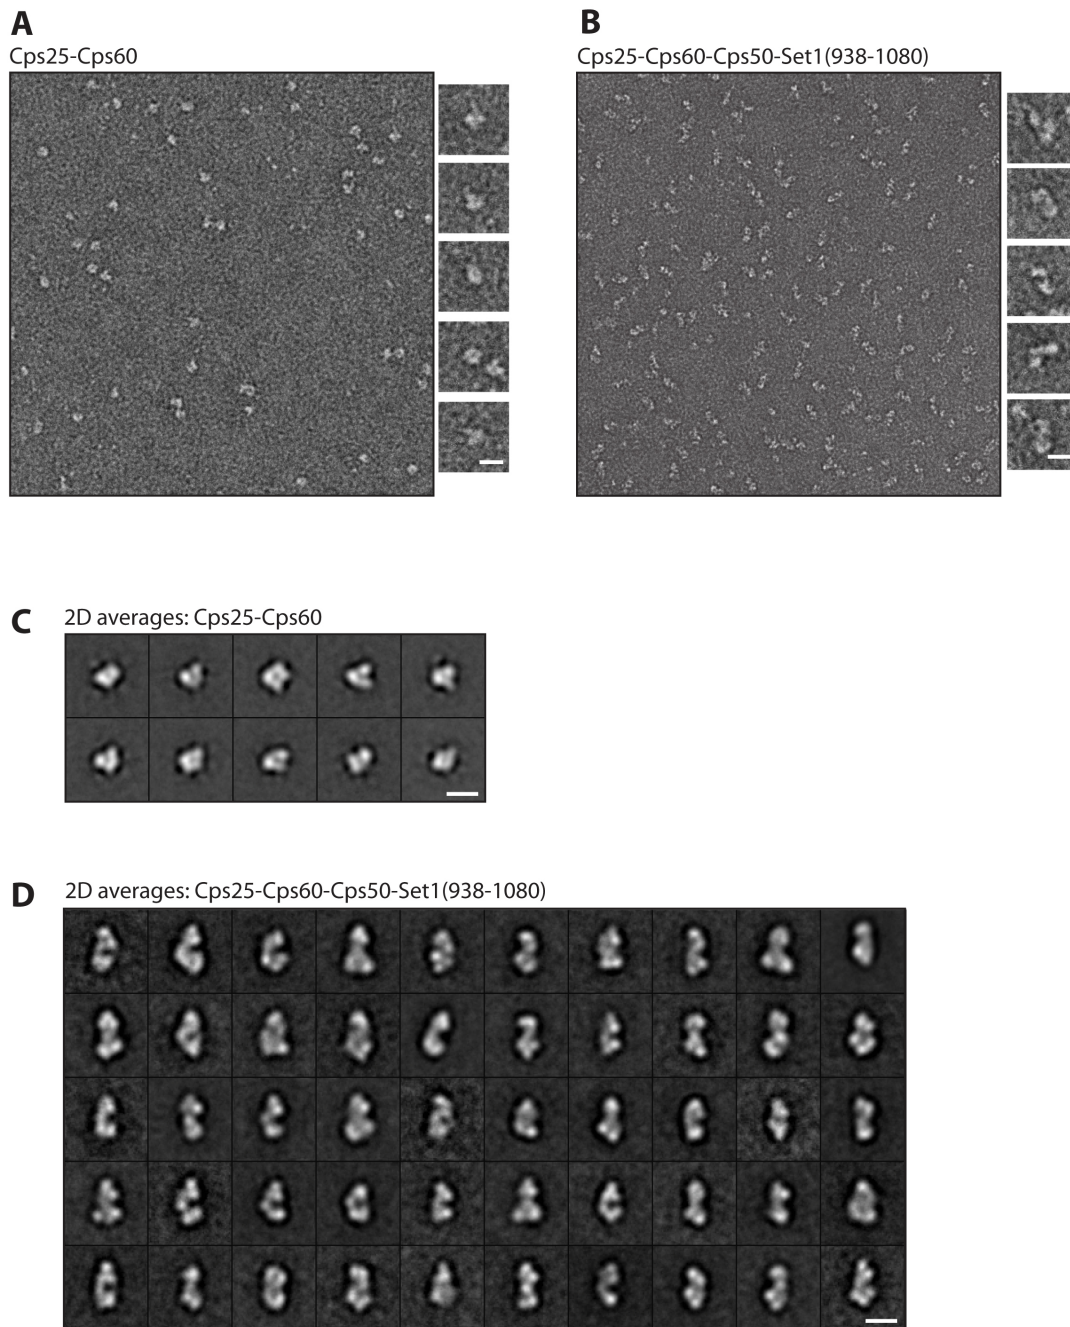 A
Cps25-Cps60
B
Cps25-Cps60-Cps50-Set1(938-1080)
C
2D averages: Cps25-Cps60
D
2D averages: Cps25-Cps60-Cps50-Set1(938-1080)